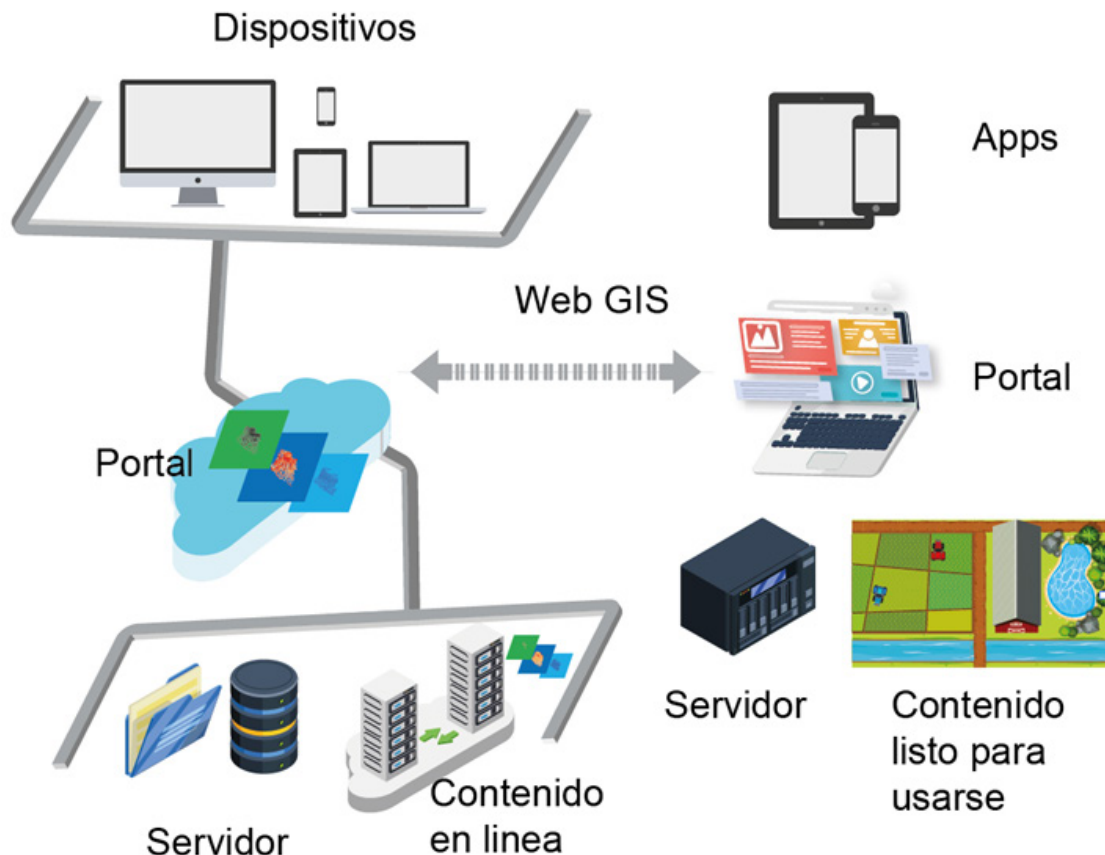 Dispositivos
Apps
Web GIS
Portal
Portal
Servidor
Contenido
listo para
usarse
Contenido
en linea
Servidor